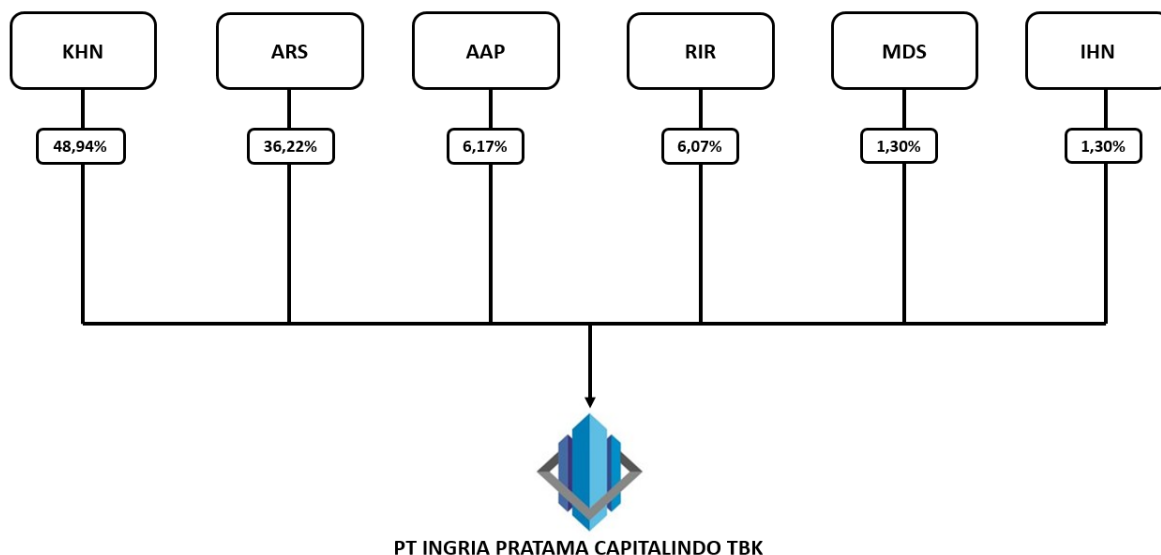 KHN
ARS
AAP
RIR
MDS
IHN
48,94%
36,22%
6,17%
6,07%
1,30%
1,30%
PT INGRIA PRATAMA CAPITALINDO TBK